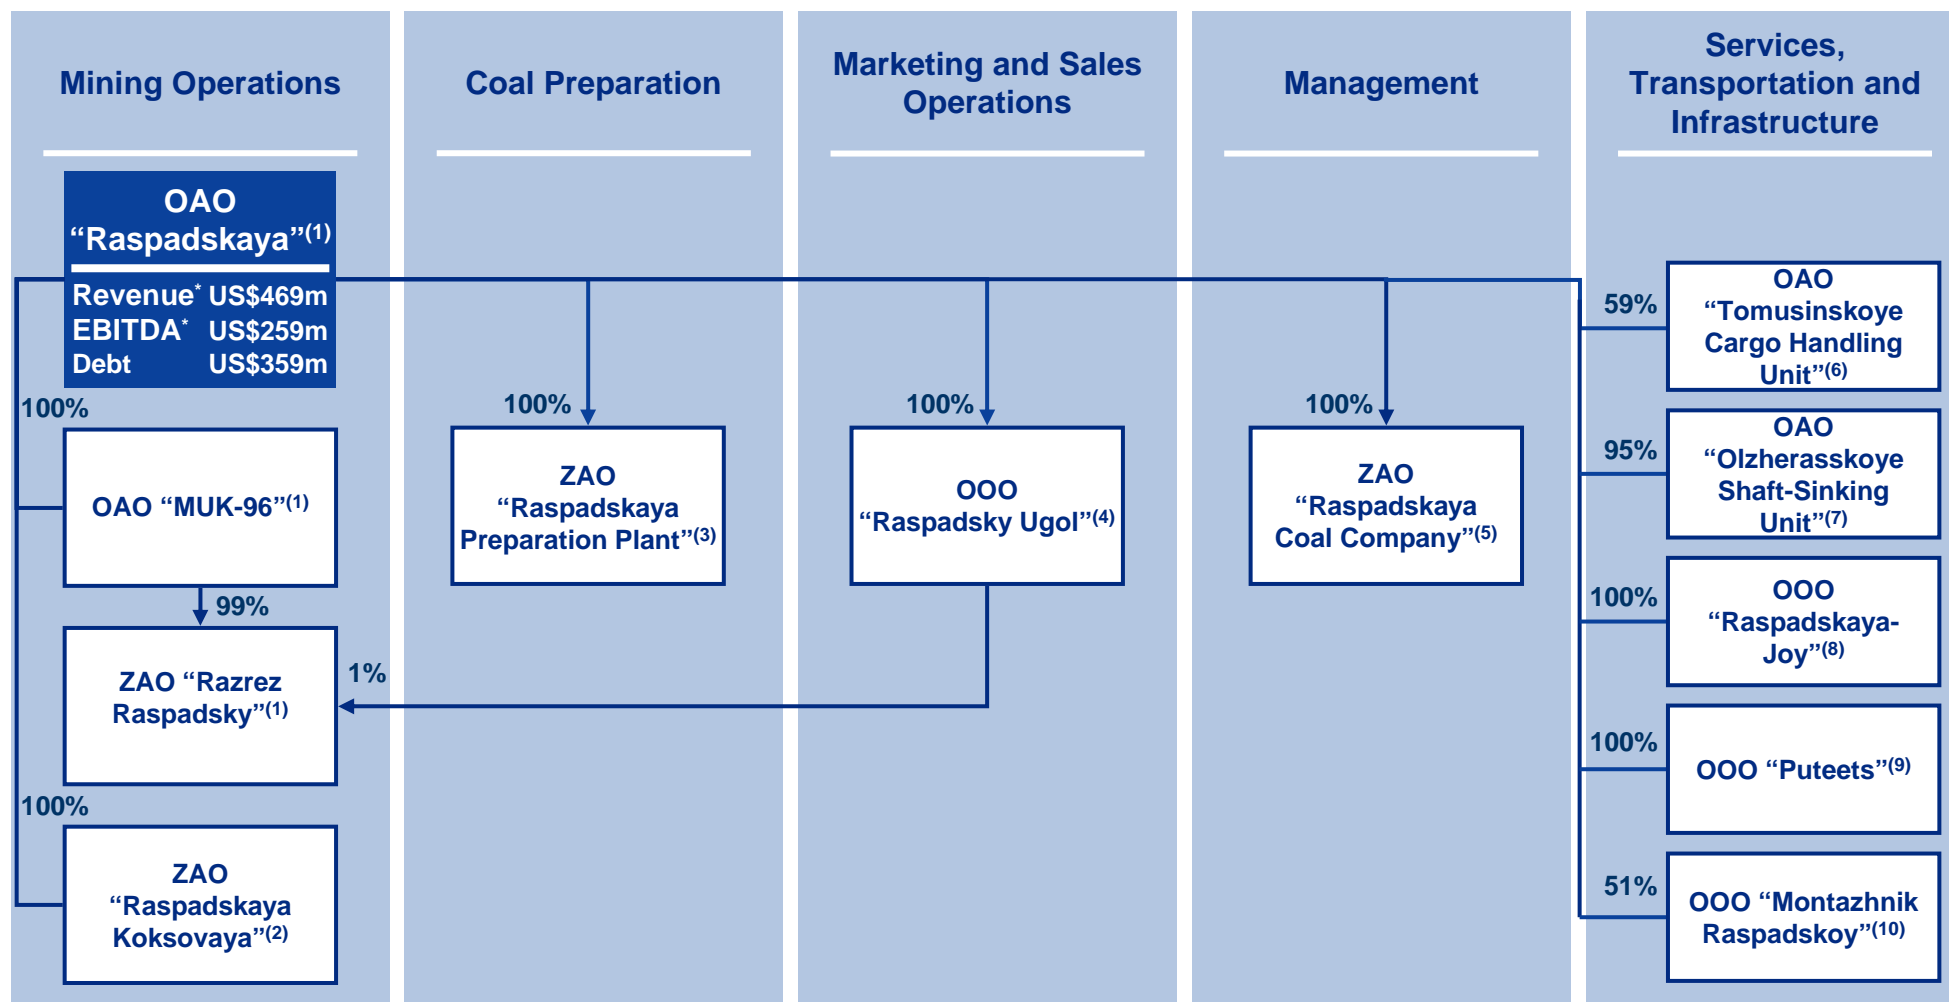 Mining Operations
Coal Preparation
Marketing and Sales
Operations
Management
Services,
Transportation and
Infrastructure
OAO
“Raspadskaya”(1)
Revenue* US$469m
EBITDA* US$259m
Debt US$359m
100%
OAO “MUK-96”(1)
99%
ZAO “Razrez
Raspadsky”(1)
1%
100%
ZAO
“Raspadskaya
Koksovaya”(2)
100%
ZAO
“Raspadskaya
Preparation Plant”(3)
100%
OOO
“Raspadsky Ugol”(4)
100%
ZAO
“Raspadskaya
Coal Company”(5)
59%
OAO
“Tomusinskoye
Cargo Handling
Unit”(6)
95%
OAO
“Olzherasskoye
Shaft-Sinking
Unit”(7)
100%
OOO
“Raspadskaya-
Joy”(8)
100%
OOO “Puteets”(9)
51%
OOO “Montazhnik
Raspadskoy”(10)